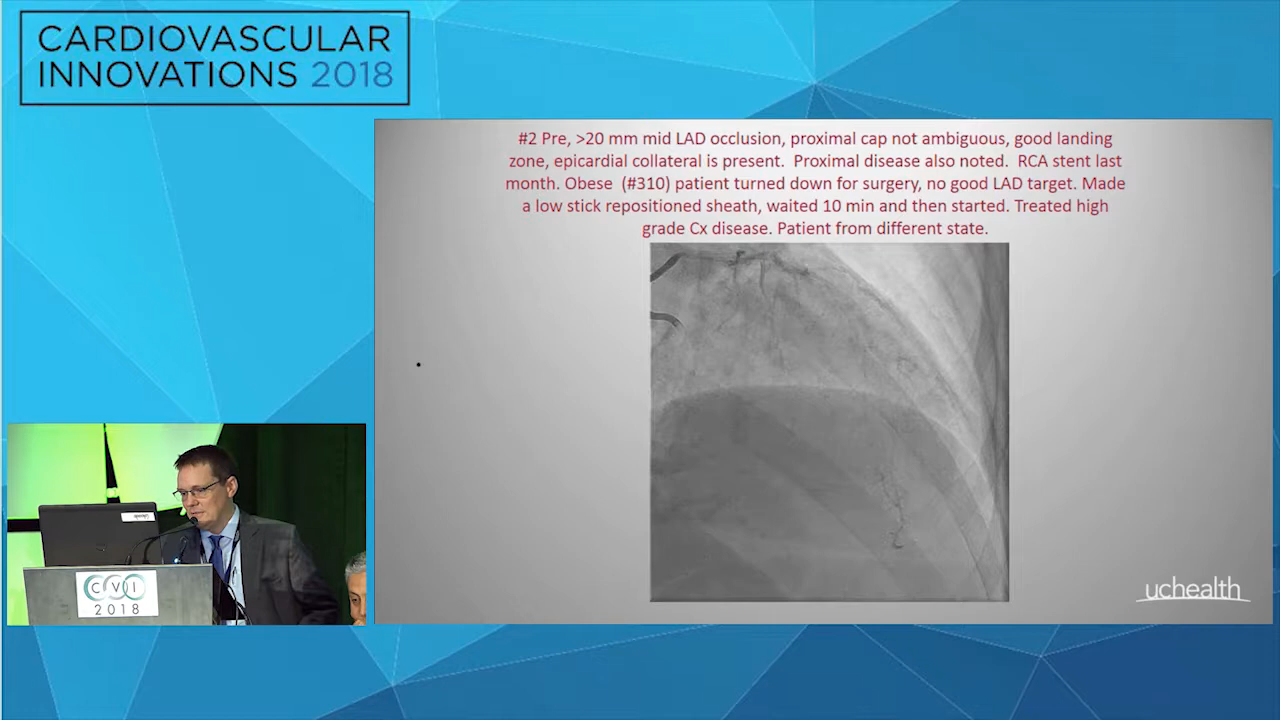 CARDIOVASCULAR
INNOVATIONS 2018
#2 Pre, >20 mm mid LAD occlusion, proximal cap not ambiguous, good landing
zone, epicardial collateral is present.  Proximal disease also noted.  RCA stent last
month. Obese  (#310) patient turned down for surgery, no good LAD target. Made
a low stick repositioned sheath, waited 10 min and then started. Treated high
grade Cx disease. Patient from different state.
uchealth
CVI
2018